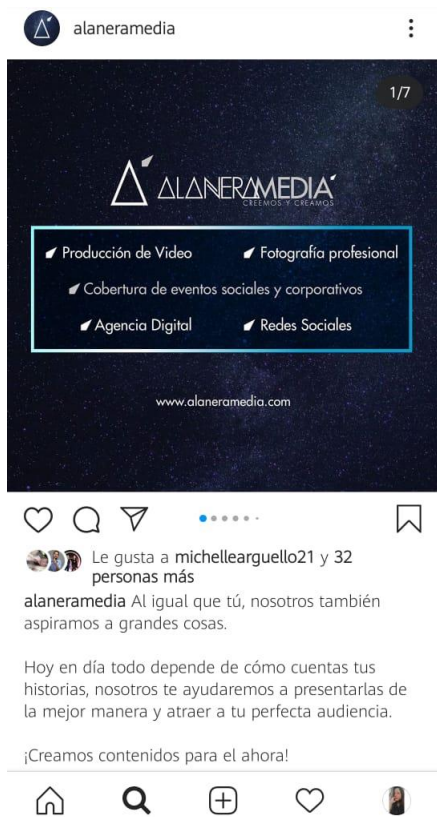 alaneramedia
1/7
ALANERAMEDIA
CREEMOS Y CREAMOS
Producción de Video
Fotografía profesional
Cobertura de eventos sociales y corporativos
Agencia Digital
Redes Sociales
www.alaneramedia.com
Le gusta a michellearguello21 y 32
personas más
alaneramedia Al igual que tú, nosotros también
aspiramos a grandes cosas.
Hoy en día todo depende de cómo cuentas tus
historias, nosotros te ayudaremos a presentarlas de
la mejor manera y atraer a tu perfecta audiencia.
¡Creamos contenidos para el ahora!